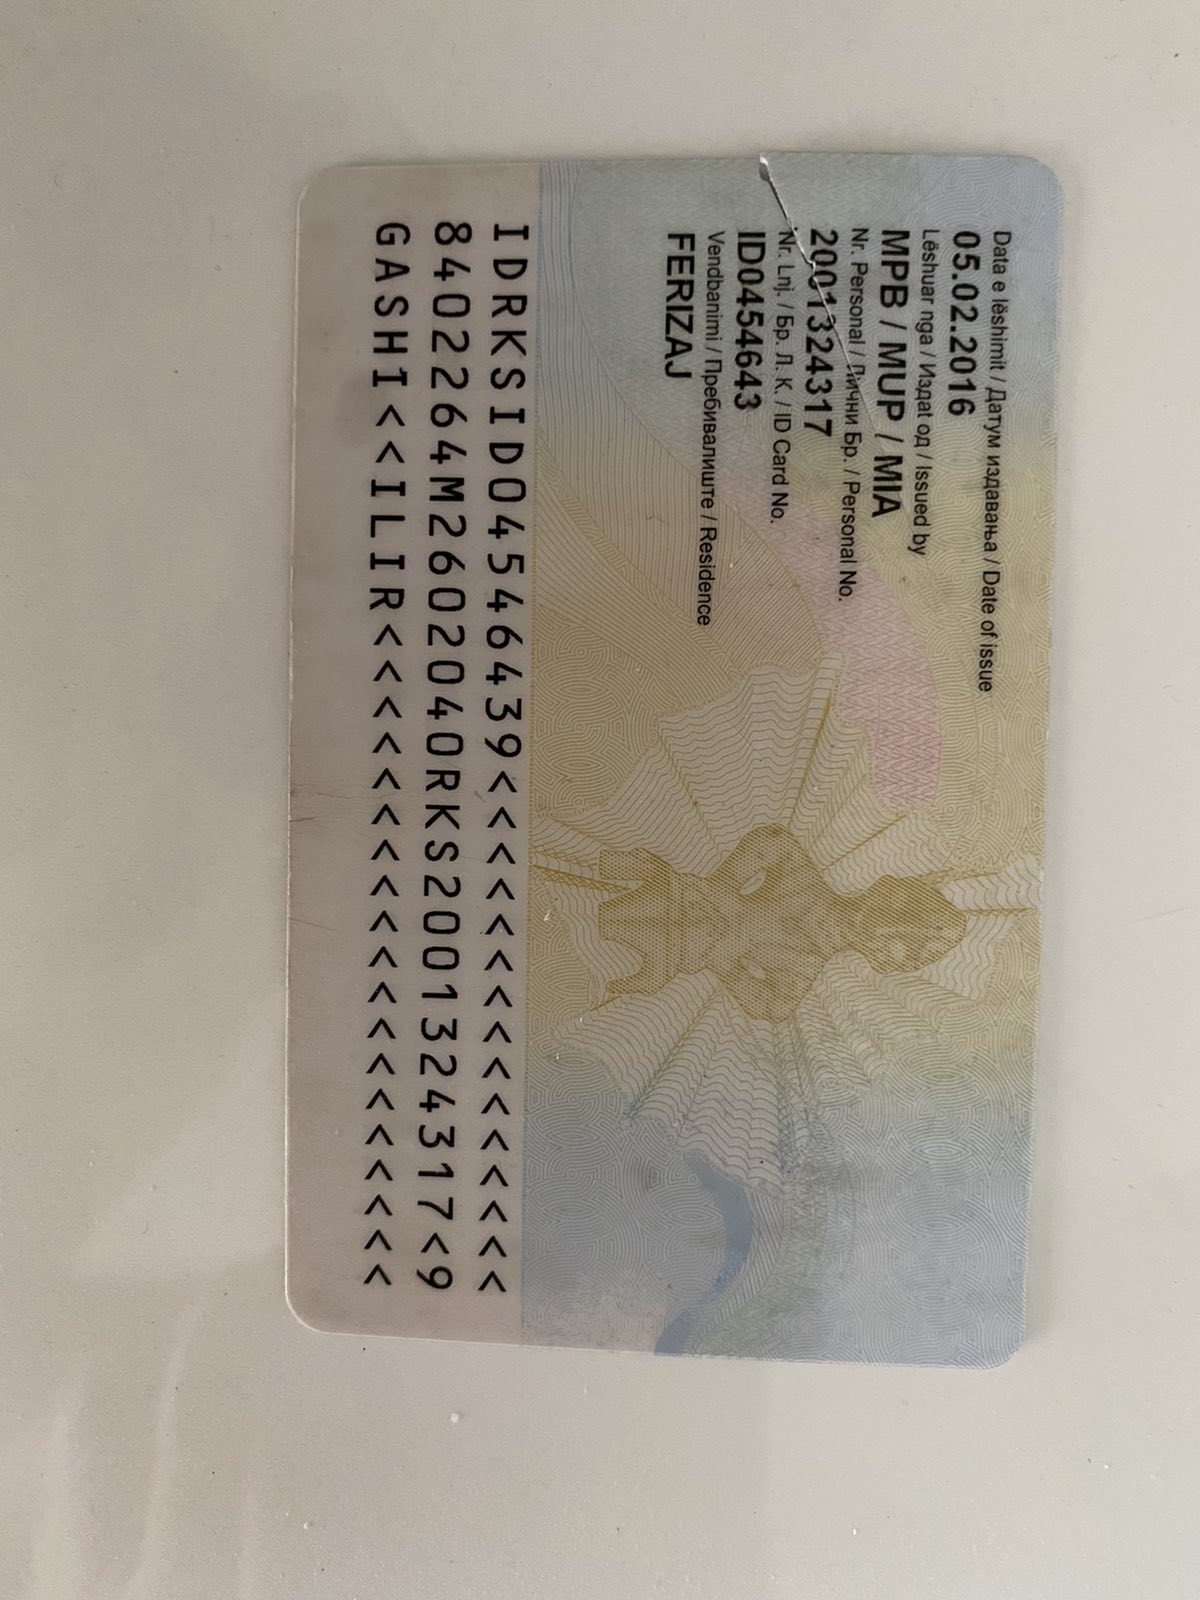 Data e lëshimit / Датум издавања / Date of issue
05.02.2016
Lëshuar nga / Издат од / Issued by
MPB / MUP / MIA
Nr. Personal / Лични Бр. / Personal No.
2001324317
Nr. Lnj. / Бр. Л. К. / ID Card No.
ID0454643
Vendbanimi / Пребивалиште / Residence
FERIZAJ
IDRKSID04546439<<<<<<<<<<<<<<<
8402264M2602040RKS2001324317<9
GASHI<<ILIR<<<<<<<<<<<<<<<<<<<